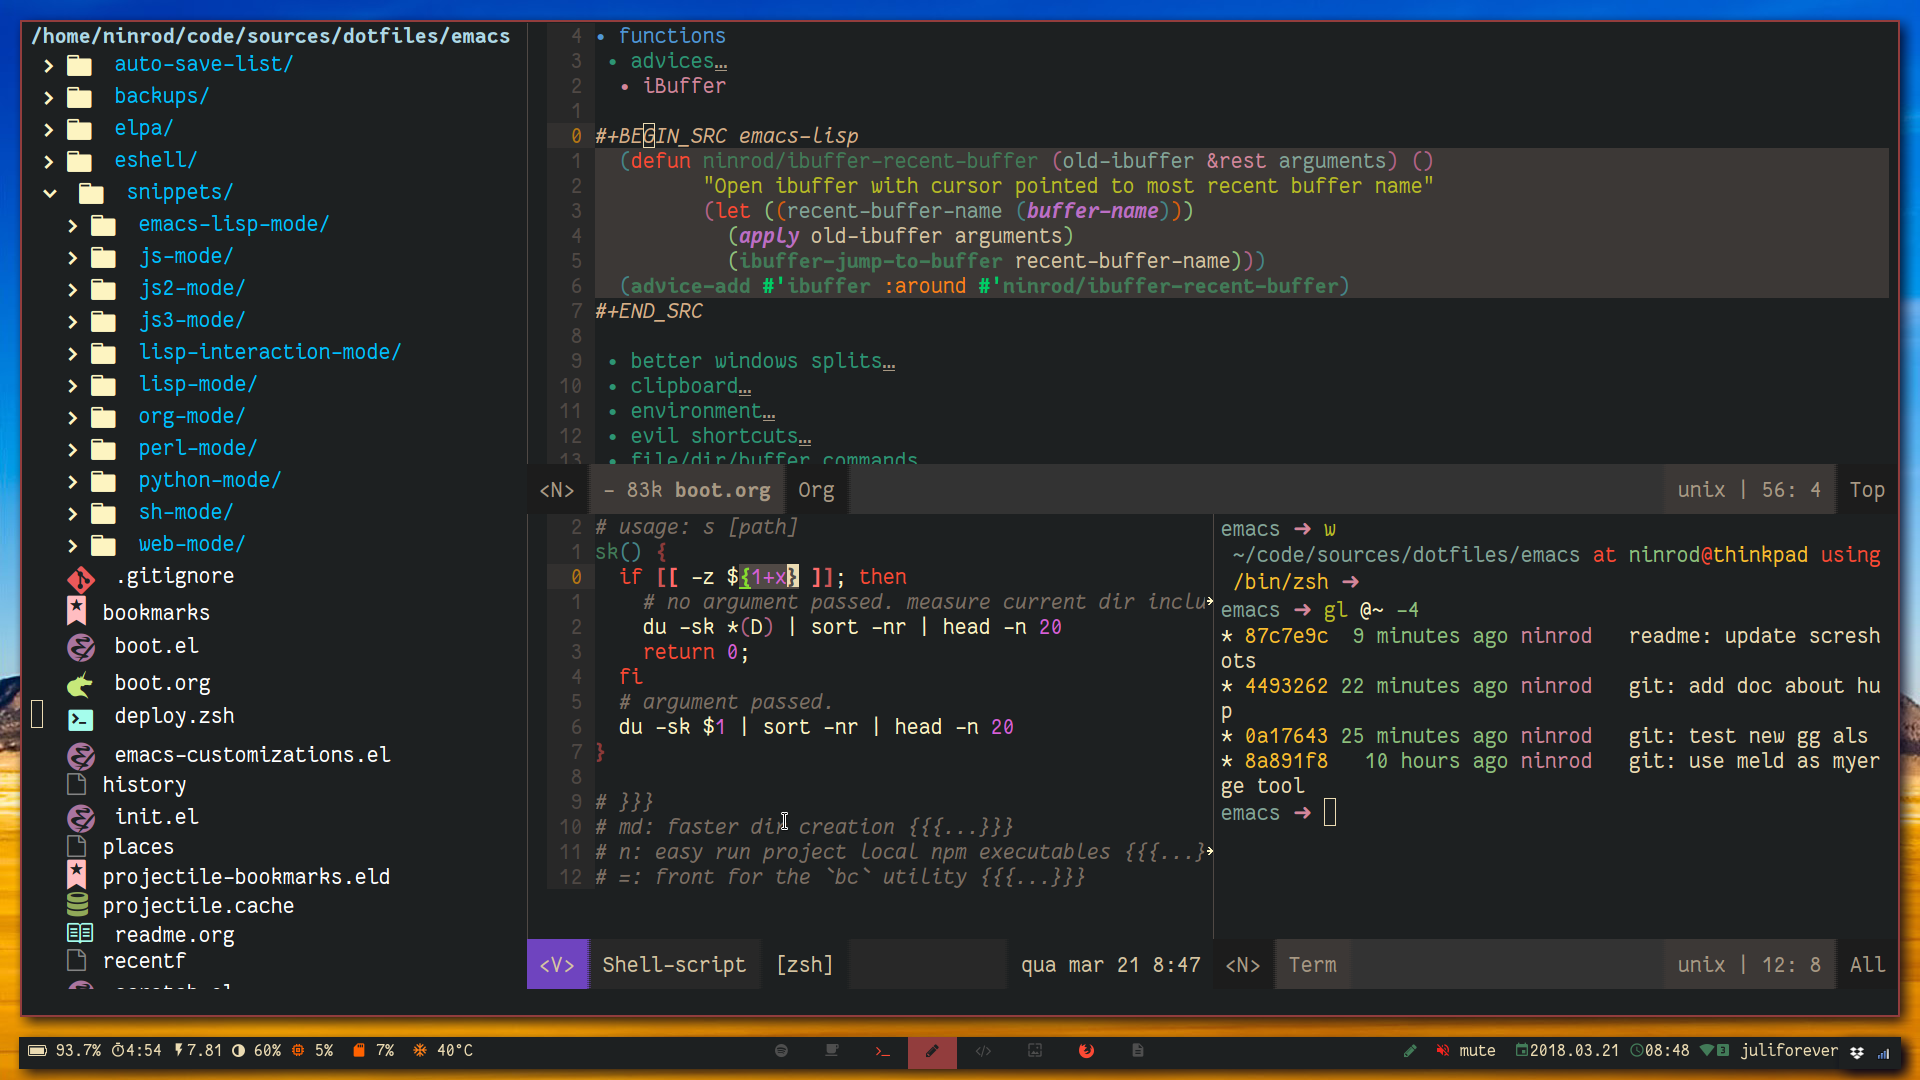 /home/ninrod/code/sources/dotfiles/emacs
auto-save-list/
backups/
elpa/
eshell/
snippets/
emacs-lisp-mode/
js-mode/
js2-mode/
js3-mode/
lisp-interaction-mode/
lisp-mode/
org-mode/
perl-mode/
python-mode/
sh-mode/
web-mode/
.gitignore
bookmarks
boot.el
boot.org
deploy.zsh
emacs-customizations.el
history
init.el
places
projectile-bookmarks.eld
projectile.cache
readme.org
recentf
4 • functions
3 • advices…
2 • iBuffer
1
0 #+BEGIN_SRC emacs-lisp
1 (defun ninrod/ibuffer-recent-buffer (old-ibuffer &rest arguments) ()
2 "Open ibuffer with cursor pointed to most recent buffer name"
3 (let ((recent-buffer-name (buffer-name)))
4 (apply old-ibuffer arguments)
5 (ibuffer-jump-to-buffer recent-buffer-name)))
6 (advice-add #'ibuffer :around #'ninrod/ibuffer-recent-buffer)
7 #+END_SRC
8
9 • better windows splits…
10 • clipboard…
11 • environment…
12 • evil shortcuts…
13 • file/dir/buffer commands
<N> - 83k boot.org Org unix | 56: 4 Top
2 # usage: s [path]
1 sk() {
0 if [[ -z ${1+x} ]]; then
1 # no argument passed. measure current dir inclu
2 du -sk *(D) | sort -nr | head -n 20
3 return 0;
4 fi
5 # argument passed.
6 du -sk $1 | sort -nr | head -n 20
7 }
8
9 # }}}
10 # md: faster dir creation {{{...}}}
11 # n: easy run project local npm executables {{{...}
12 # =: front for the `bc` utility {{{...}}}
<V> Shell-script [zsh] qua mar 21 8:47
emacs ➜ w
~/code/sources/dotfiles/emacs at ninrod@thinkpad using
/bin/zsh ➜
emacs ➜ gl @~ -4
* 87c7e9c 9 minutes ago ninrod readme: update scresh
ots
* 4493262 22 minutes ago ninrod git: add doc about hu
p
* 0a17643 25 minutes ago ninrod git: test new gg als
* 8a891f8 10 hours ago ninrod git: use meld as myer
ge tool
emacs ➜
<N> Term unix | 12: 8 All
93.7% 4:54 7.81 60% 5% 7% 40°C mute 2018.03.21 08:48 3 juliforever